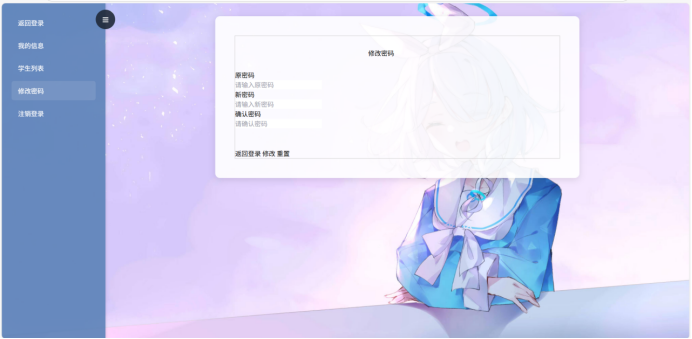 返回登录
我的信息
学生列表
修改密码
注销登录
修改密码
原密码
请输入原密码
新密码
请输入新密码
确认密码
请确认密码
返回登录 修改 重置